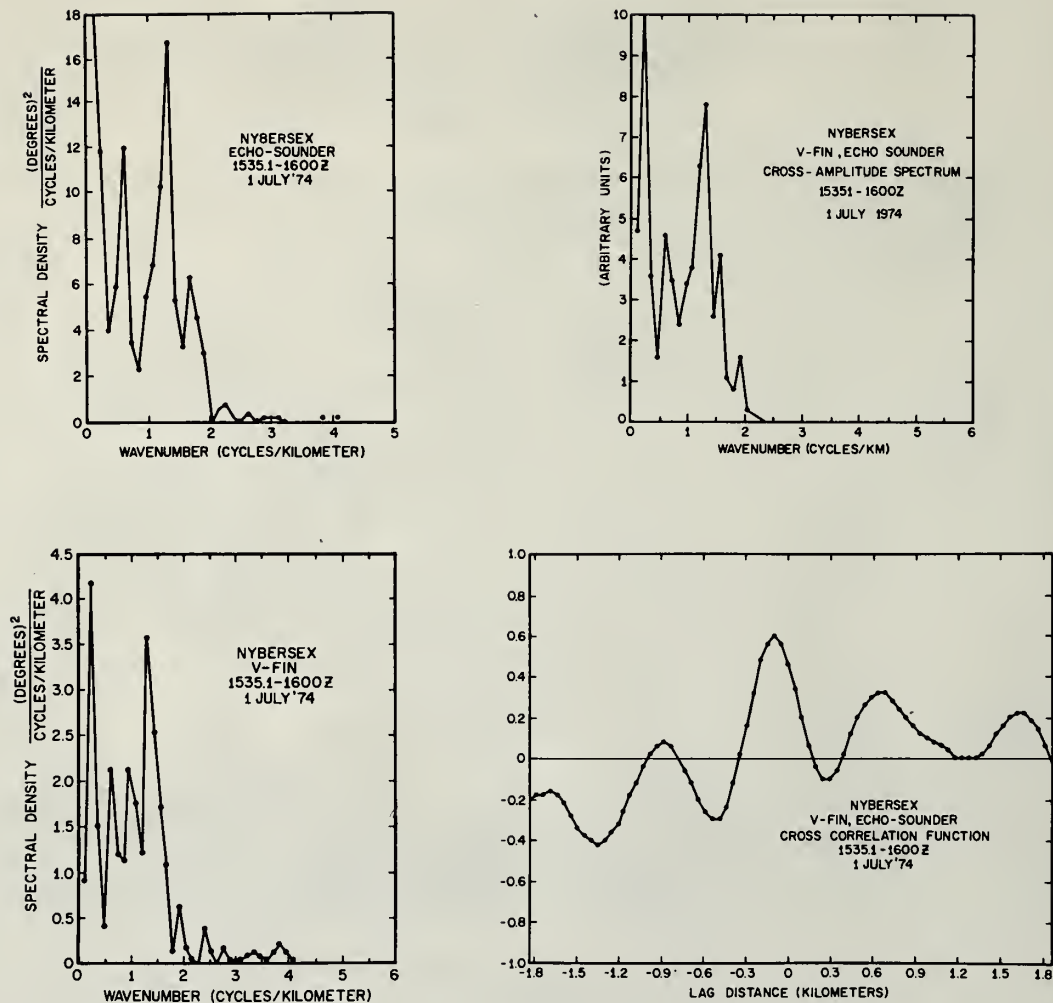 (DEGREES)²
CYCLES/KILOMETER
SPECTRAL DENSITY
18
16
14
12
10
8
6
4
2
0
NYBERSEX
ECHO-SOUNDER
1535.1-1600Z
1 JULY '74
0 1 2 3 4 5
WAVENUMBER (CYCLES/KILOMETER)
(ARBITRARY UNITS)
10
9
8
7
6
5
4
3
2
1
0
NYBERSEX
V-FIN, ECHO SOUNDER
CROSS-AMPLITUDE SPECTRUM
15351-1600Z
1 JULY 1974
0 1 2 3 4 5 6
WAVENUMBER (CYCLES/KM)
(DEGREES)²
CYCLES/KILOMETER
SPECTRAL DENSITY
4.5
4.0
3.5
3.0
2.5
2.0
1.5
1.0
0.5
0
NYBERSEX
V-FIN
1535.1-1600Z
1 JULY '74
0 1 2 3 4 5 6
WAVENUMBER (CYCLES/KILOMETER)
1.0
0.8
0.6
0.4
0.2
0
-0.2
-0.4
-0.6
-0.8
-1.0
NYBERSEX
V-FIN, ECHO-SOUNDER
CROSS CORRELATION FUNCTION
1535.1-1600Z
1 JULY '74
-1.8 -1.5 -1.2 -0.9 -0.6 -0.3 0 0.3 0.6 0.9 1.2 1.5 1.8
LAG DISTANCE (KILOMETERS)